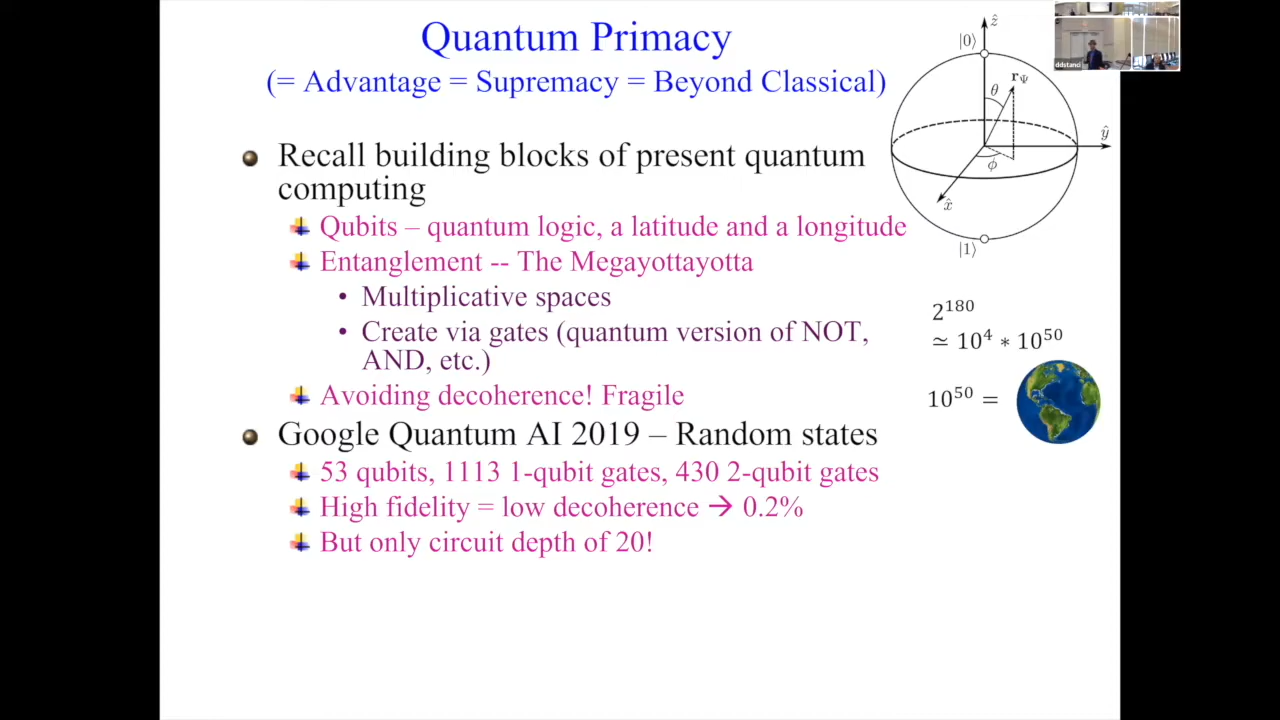 Quantum Primacy
(= Advantage = Supremacy = Beyond Classical)
Recall building blocks of present quantum
computing
Qubits – quantum logic, a latitude and a longitude
Entanglement -- The Megayottayotta
• Multiplicative spaces
• Create via gates (quantum version of NOT,
AND, etc.)
Avoiding decoherence! Fragile
Google Quantum AI 2019 – Random states
53 qubits, 1113 1-qubit gates, 430 2-qubit gates
High fidelity = low decoherence → 0.2%
But only circuit depth of 20!
ẑ
|0⟩
r_Ψ
θ
ŷ
ϕ
x̂
|1⟩
2^180
≃ 10^4 ∗ 10^50
10^50 =
ddstanci